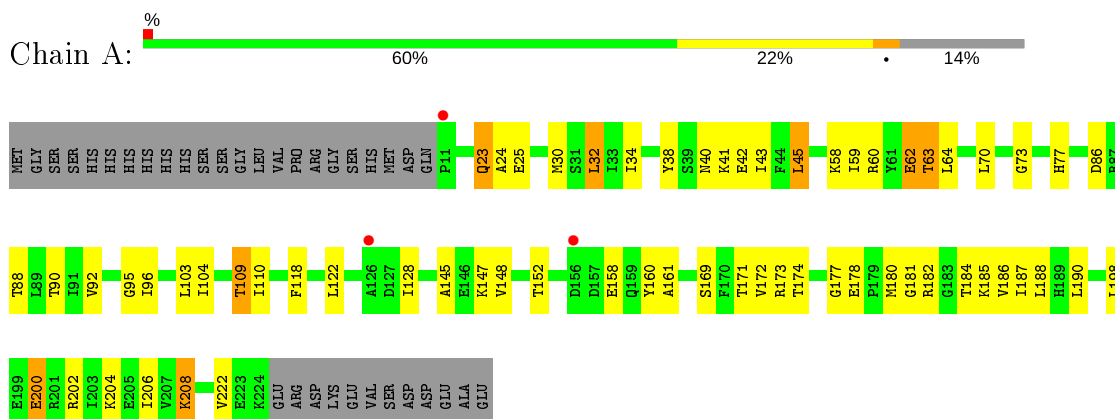 %
Chain A:
60% 22% • 14%
MET GLY SER SER HIS HIS HIS HIS HIS HIS SER SER GLY LEU VAL PRO ARG GLY SER HIS MET ASP GLN P11 Q23 A24 E25 M30 S31 L32 I33 I34 Y38 S39 N40 K41 E42 I43 F44 L45 K58 I59 R60 Y61 E62 T63 L64 L70 G73 H77 D86 R87
T88 L89 T90 I91 V92 G95 I96 L103 I104 T109 I110 F118 L122 A126 D127 I128 A145 E146 K147 V148 T152 D156 D157 E158 Q159 Y160 A161 S169 F170 T171 V172 R173 T174 G177 E178 P179 M180 G181 R182 G183 T184 K185 V186 I187 L188 H189 L190 L198
E199 E200 R201 R202 I203 K204 E205 I206 V207 K208 V222 E223 K224 GLU ARG ASP LYS GLU VAL SER ASP ASP GLU ALA GLU